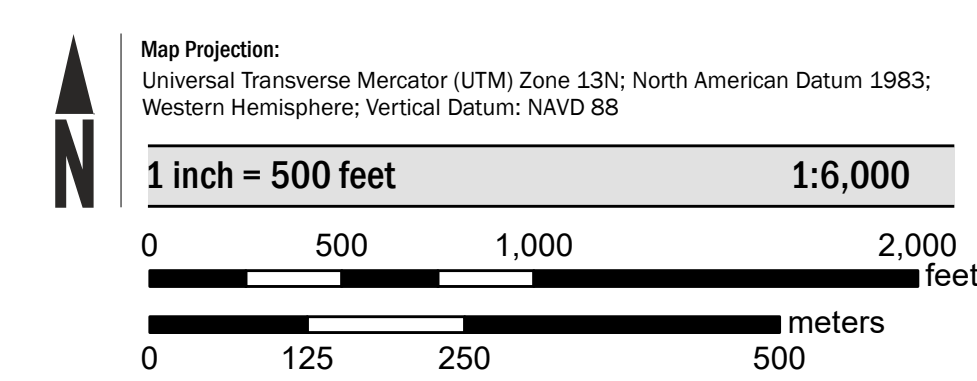 N
Map Projection:
Universal Transverse Mercator (UTM) Zone 13N; North American Datum 1983;
Western Hemisphere; Vertical Datum: NAVD 88
1 inch = 500 feet 1:6,000
0 500 1,000 2,000
feet
meters
0 125 250 500